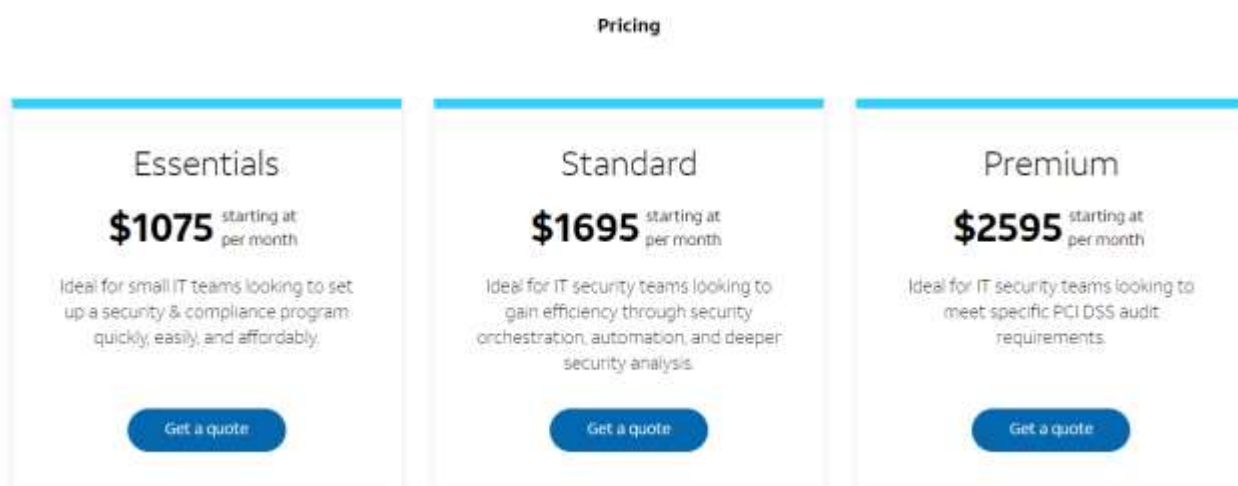 Pricing
Essentials
$1075 starting at
per month
Ideal for small IT teams looking to set
up a security & compliance program
quickly, easily, and affordably.
Get a quote
Standard
$1695 starting at
per month
Ideal for IT security teams looking to
gain efficiency through security
orchestration, automation, and deeper
security analysis.
Get a quote
Premium
$2595 starting at
per month
Ideal for IT security teams looking to
meet specific PCI DSS audit
requirements.
Get a quote